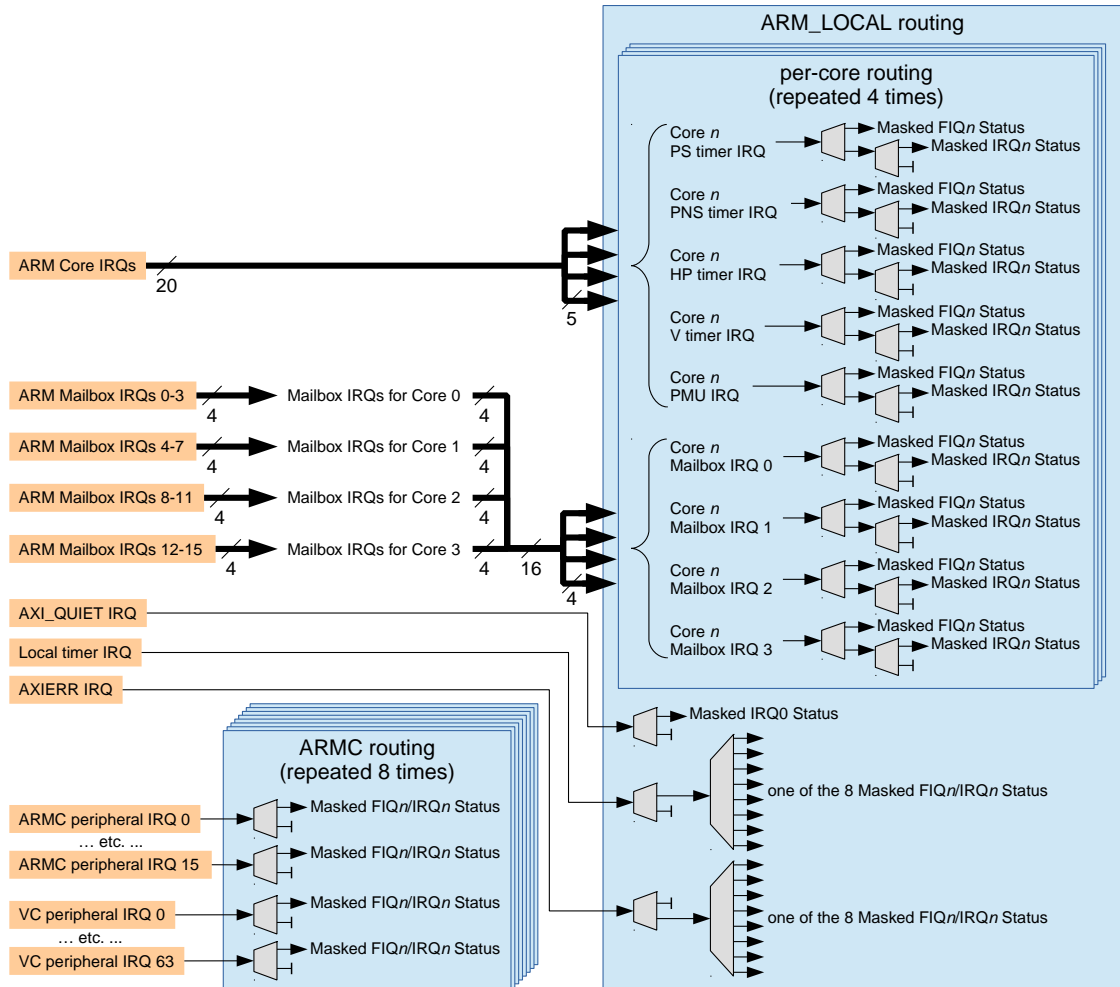 ARM_LOCAL routing
per-core routing
(repeated 4 times)
Core n
PS timer IRQ
Masked FIQn Status
Masked IRQn Status
Core n
PNS timer IRQ
Masked FIQn Status
Masked IRQn Status
Core n
HP timer IRQ
Masked FIQn Status
Masked IRQn Status
Core n
V timer IRQ
Masked FIQn Status
Masked IRQn Status
Core n
PMU IRQ
Masked FIQn Status
Masked IRQn Status
ARM Core IRQs
20
5
ARM Mailbox IRQs 0-3
4
Mailbox IRQs for Core 0
4
ARM Mailbox IRQs 4-7
4
Mailbox IRQs for Core 1
4
ARM Mailbox IRQs 8-11
4
Mailbox IRQs for Core 2
4
ARM Mailbox IRQs 12-15
4
Mailbox IRQs for Core 3
4
16
4
Core n
Mailbox IRQ 0
Masked FIQn Status
Masked IRQn Status
Core n
Mailbox IRQ 1
Masked FIQn Status
Masked IRQn Status
Core n
Mailbox IRQ 2
Masked FIQn Status
Masked IRQn Status
Core n
Mailbox IRQ 3
Masked FIQn Status
Masked IRQn Status
AXI_QUIET IRQ
Local timer IRQ
AXIERR IRQ
Masked IRQ0 Status
one of the 8 Masked FIQn/IRQn Status
one of the 8 Masked FIQn/IRQn Status
ARMC routing
(repeated 8 times)
ARMC peripheral IRQ 0
Masked FIQn/IRQn Status
… etc. ...
ARMC peripheral IRQ 15
Masked FIQn/IRQn Status
VC peripheral IRQ 0
Masked FIQn/IRQn Status
… etc. ...
VC peripheral IRQ 63
Masked FIQn/IRQn Status